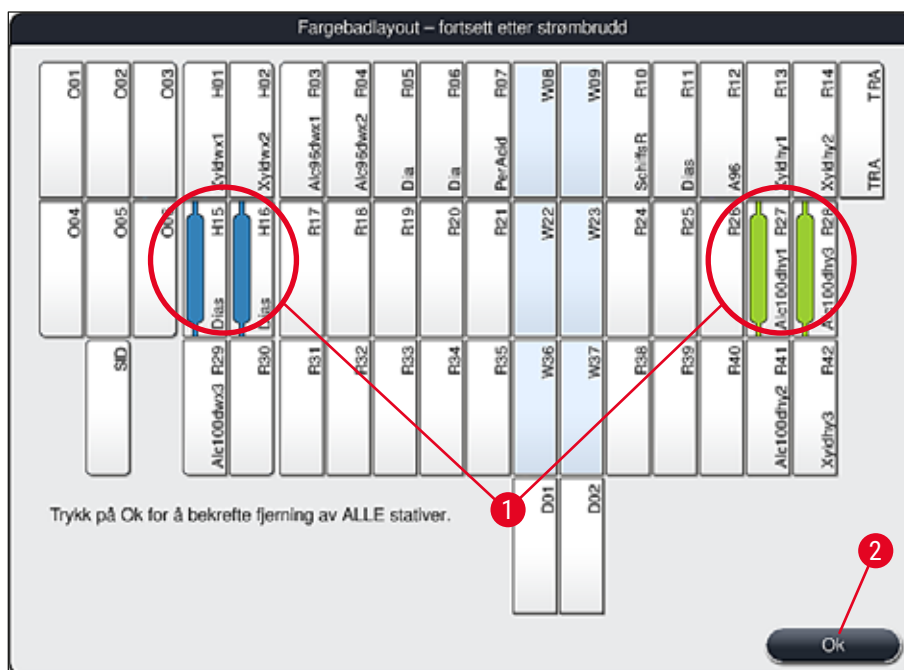 Fargebadlayout – fortsett etter strømbrudd
O01
O02
O03
Xyldwx1 H01
Xyldwx2 H02
Alc96dwx1 R03
Alc96dwx2 R04
Dia R05
Dia R06
PerAcid R07
W08
W09
SchiffsR R10
Dias R11
A96 R12
Xyldhy1 R13
Xyldhy2 R14
TRA TRA
O04
O05
Dias H15
Dias H16
R17
R18
R19
R20
R21
W22
W23
R24
R25
R26
Alc100dhy1 R27
Alc100dhy3 R28
SID
Alc100dwx3 R29
R30
R31
R32
R33
R34
R35
W36
W37
R38
R39
R40
Alc100dhy2 R41
Xyldhy3 R42
D01
D02
Trykk på Ok for å bekrefte fjerning av ALLE stativer.
1
2
Ok